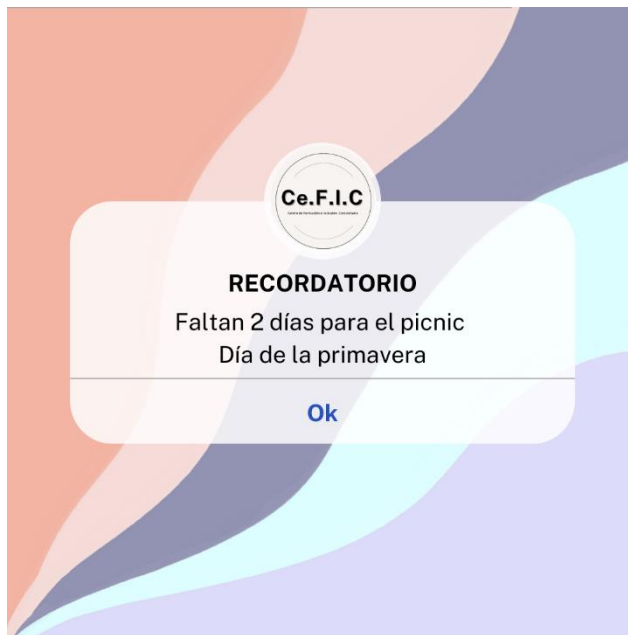 Ce.F.I.C
RECORDATORIO
Faltan 2 días para el picnic
Día de la primavera
Ok